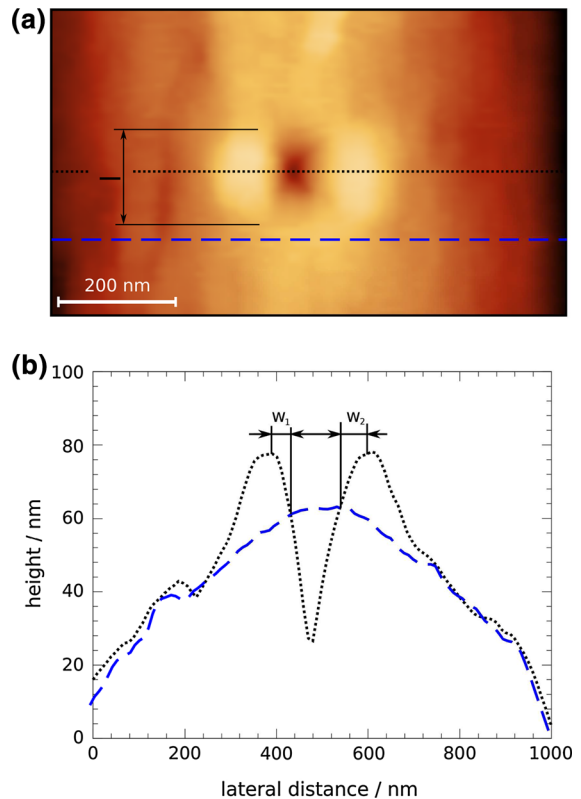 (a)
l
200 nm
(b)
100
80
60
40
20
0
height / nm
w₁
w₂
0 200 400 600 800 1000
lateral distance / nm